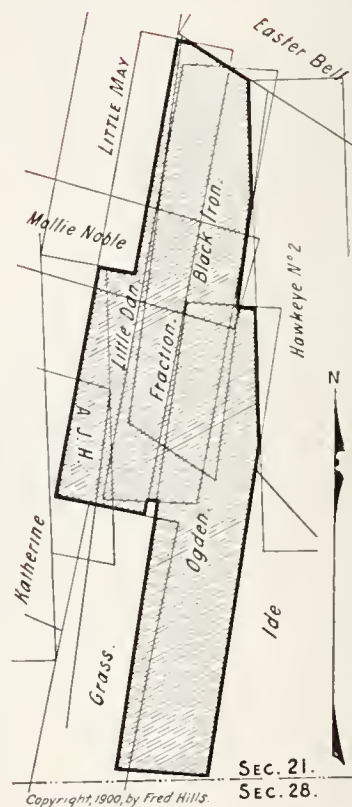 Easter Bell
LITTLE MAY
Mollie Noble
Black Iron.
Little Dan.
Hawkeye Nº 2
Fraction.
N
A. J. H.
Ogden.
Katherine
Ide
Grass.
SEC. 21.
SEC. 28.
Copyright, 1900, by Fred Hills.